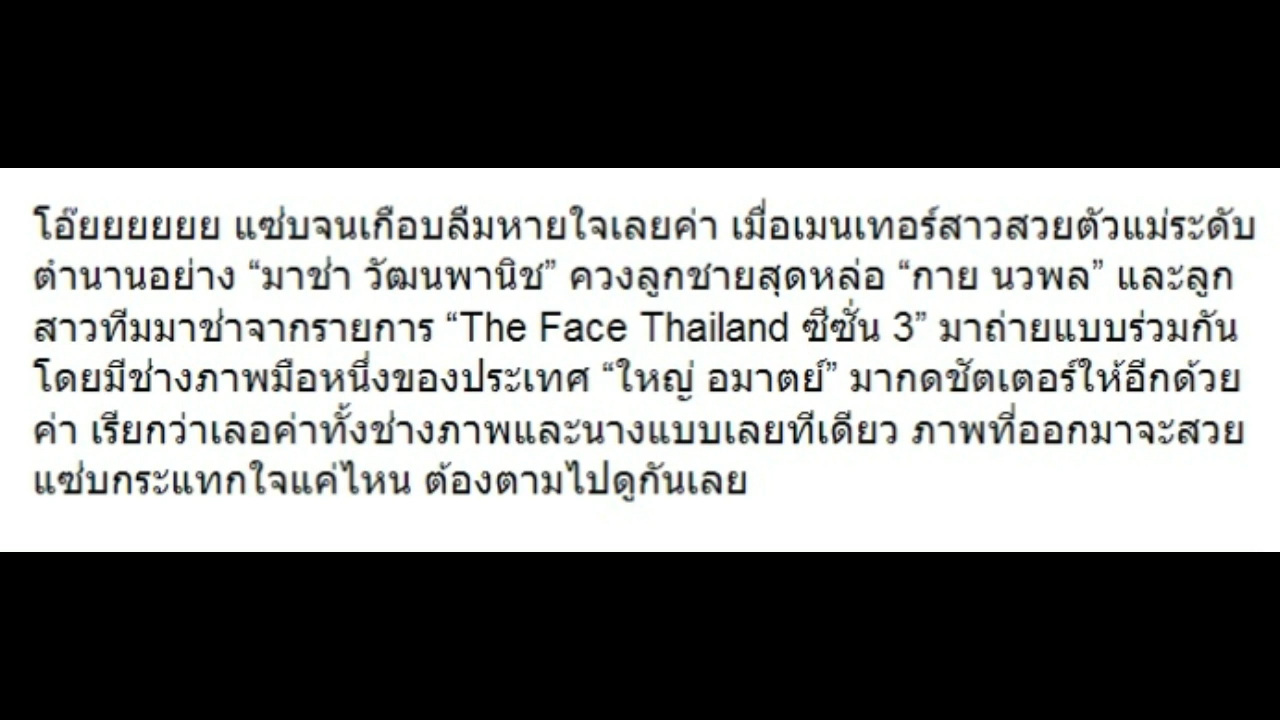 โอ๊ยยยยยยย แซ่บจนเกือบลืมหายใจเลยค่า เมื่อเมนเทอร์สาวสวยตัวแม่ระดับ
ตำนานอย่าง “มาช่า วัฒนพานิช” ควงลูกชายสุดหล่อ “กาย นวพล” และลูก
สาวทีมมาช่าจากรายการ “The Face Thailand ซีซั่น 3” มาถ่ายแบบร่วมกัน
โดยมีช่างภาพมือหนึ่งของประเทศ “ใหญ่ อมาตย์” มากดชัตเตอร์ให้อีกด้วย
ค่า เรียกว่าเลอค่าทั้งช่างภาพและนางแบบเลยทีเดียว ภาพที่ออกมาจะสวย
แซ่บกระแทกใจแค่ไหน ต้องตามไปดูกันเลย